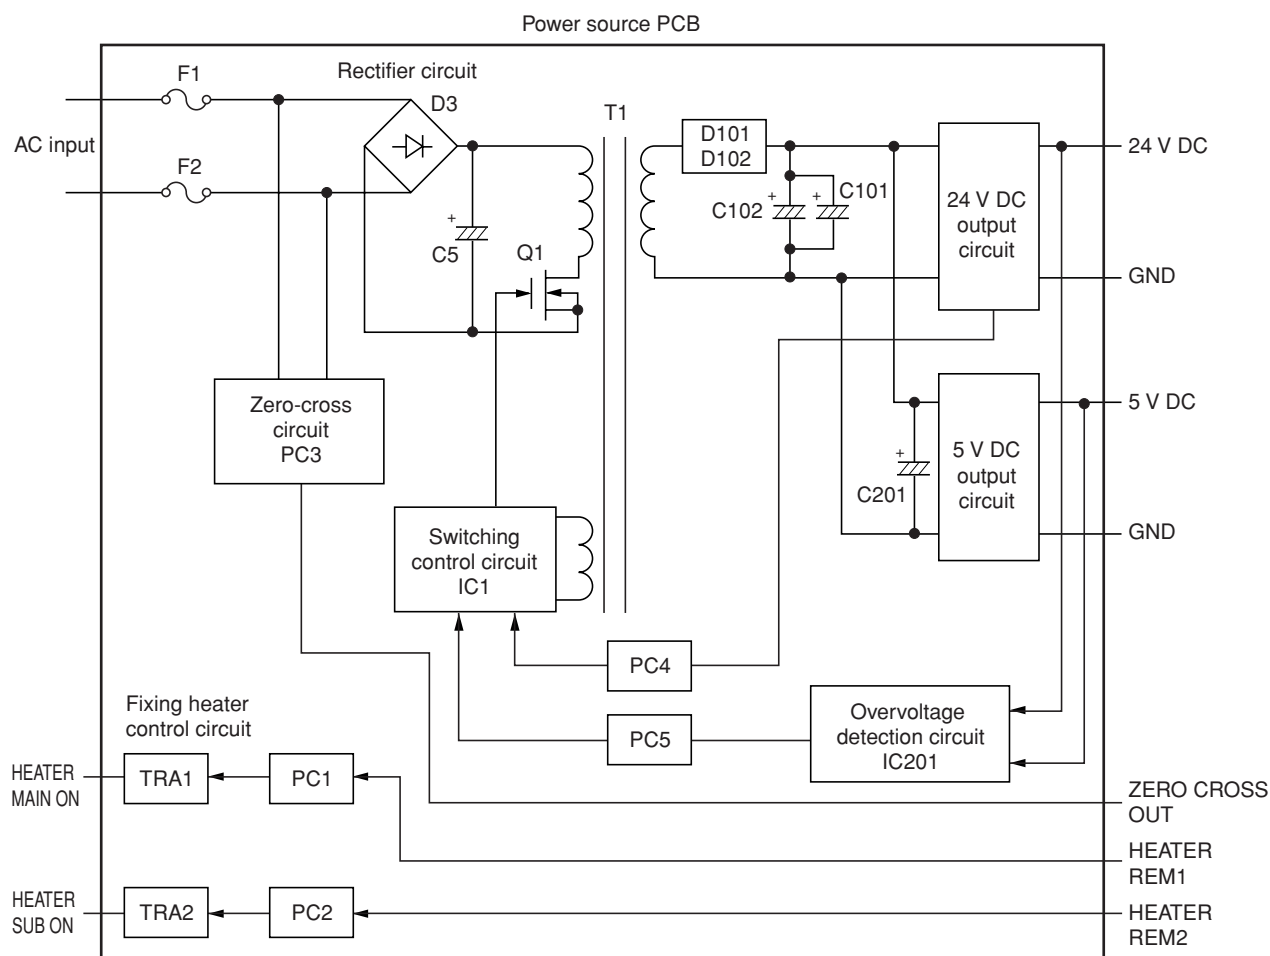 Power source PCB
F1
Rectifier circuit
D3
T1
AC input
F2
D101
D102
24 V DC
C101
C102
+
+
24 V DC
output
circuit
+
C5
Q1
GND
Zero-cross
circuit
PC3
5 V DC
5 V DC
output
circuit
+
C201
GND
Switching
control circuit
IC1
PC4
Fixing heater
control circuit
PC5
Overvoltage
detection circuit
IC201
HEATER
MAIN ON
TRA1
PC1
ZERO CROSS
OUT
HEATER
REM1
HEATER
SUB ON
TRA2
PC2
HEATER
REM2